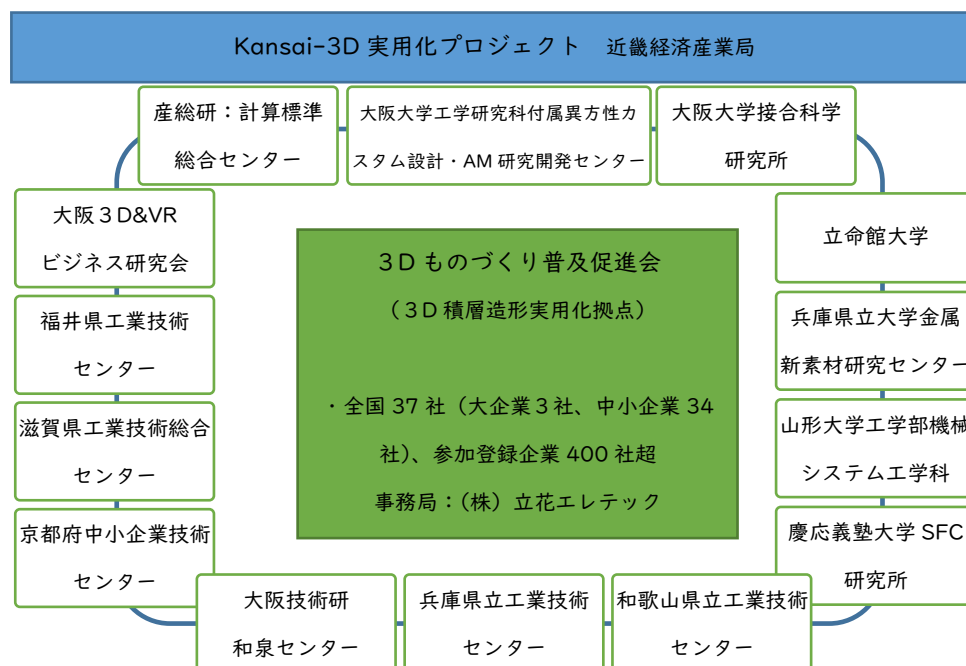 Kansai-3D 実用化プロジェクト 近畿経済産業局
産総研：計算標準
総合センター
大阪大学工学研究科付属異方性カ
スタム設計・AM 研究開発センター
大阪大学接合科学
研究所
大阪３D&VR
ビジネス研究会
福井県工業技術
センター
滋賀県工業技術総合
センター
京都府中小企業技術
センター
３D ものづくり普及促進会
（３D 積層造形実用化拠点）
・全国 37 社（大企業３社、中小企業 34
社）、参加登録企業 400 社超
事務局：（株）立花エレテック
立命館大学
兵庫県立大学金属
新素材研究センター
山形大学工学部機械
システム工学科
慶応義塾大学 SFC
研究所
大阪技術研
和泉センター
兵庫県立工業技術
センター
和歌山県立工業技術
センター